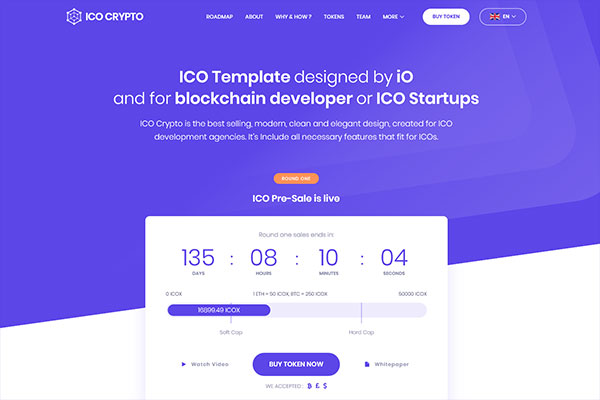 ICO CRYPTO
ROADMAP ABOUT WHY & HOW ? TOKENS TEAM MORE BUY TOKEN EN
ICO Template designed by iO
and for blockchain developer or ICO Startups
ICO Crypto is the best selling, modern, clean and elegant design, created for ICO
development agencies. It's Include all necessary features that fit for ICOs.
ROUND ONE
ICO Pre-Sale is live
Round one sales ends in:
135 : 08 : 10 : 04
DAYS HOURS MINUTES SECONDS
0 ICOX 1 ETH = 50 ICOX, BTC = 250 ICOX 50000 ICOX
16899.49 ICOX
Soft Cap Hard Cap
Watch Video BUY TOKEN NOW Whitepaper
WE ACCEPTED : ₿ £ $